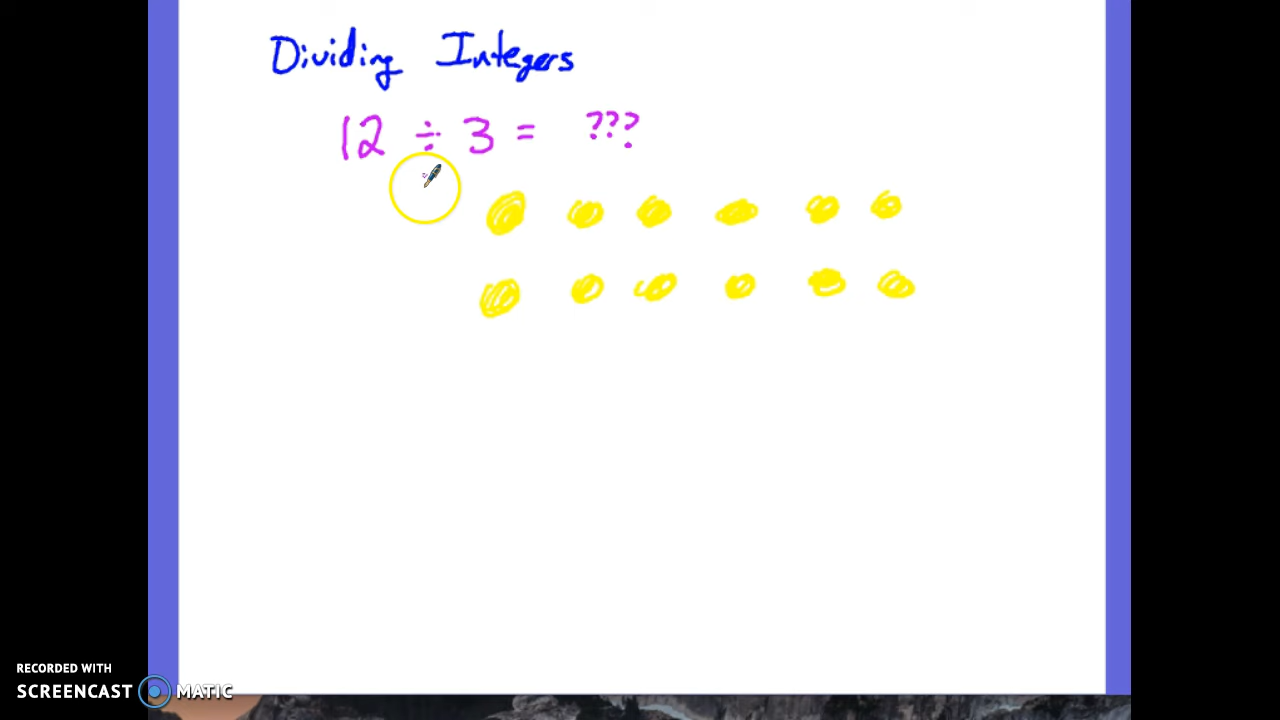 Dividing Integers
12 ÷ 3 = ???
RECORDED WITH
SCREENCAST MATIC